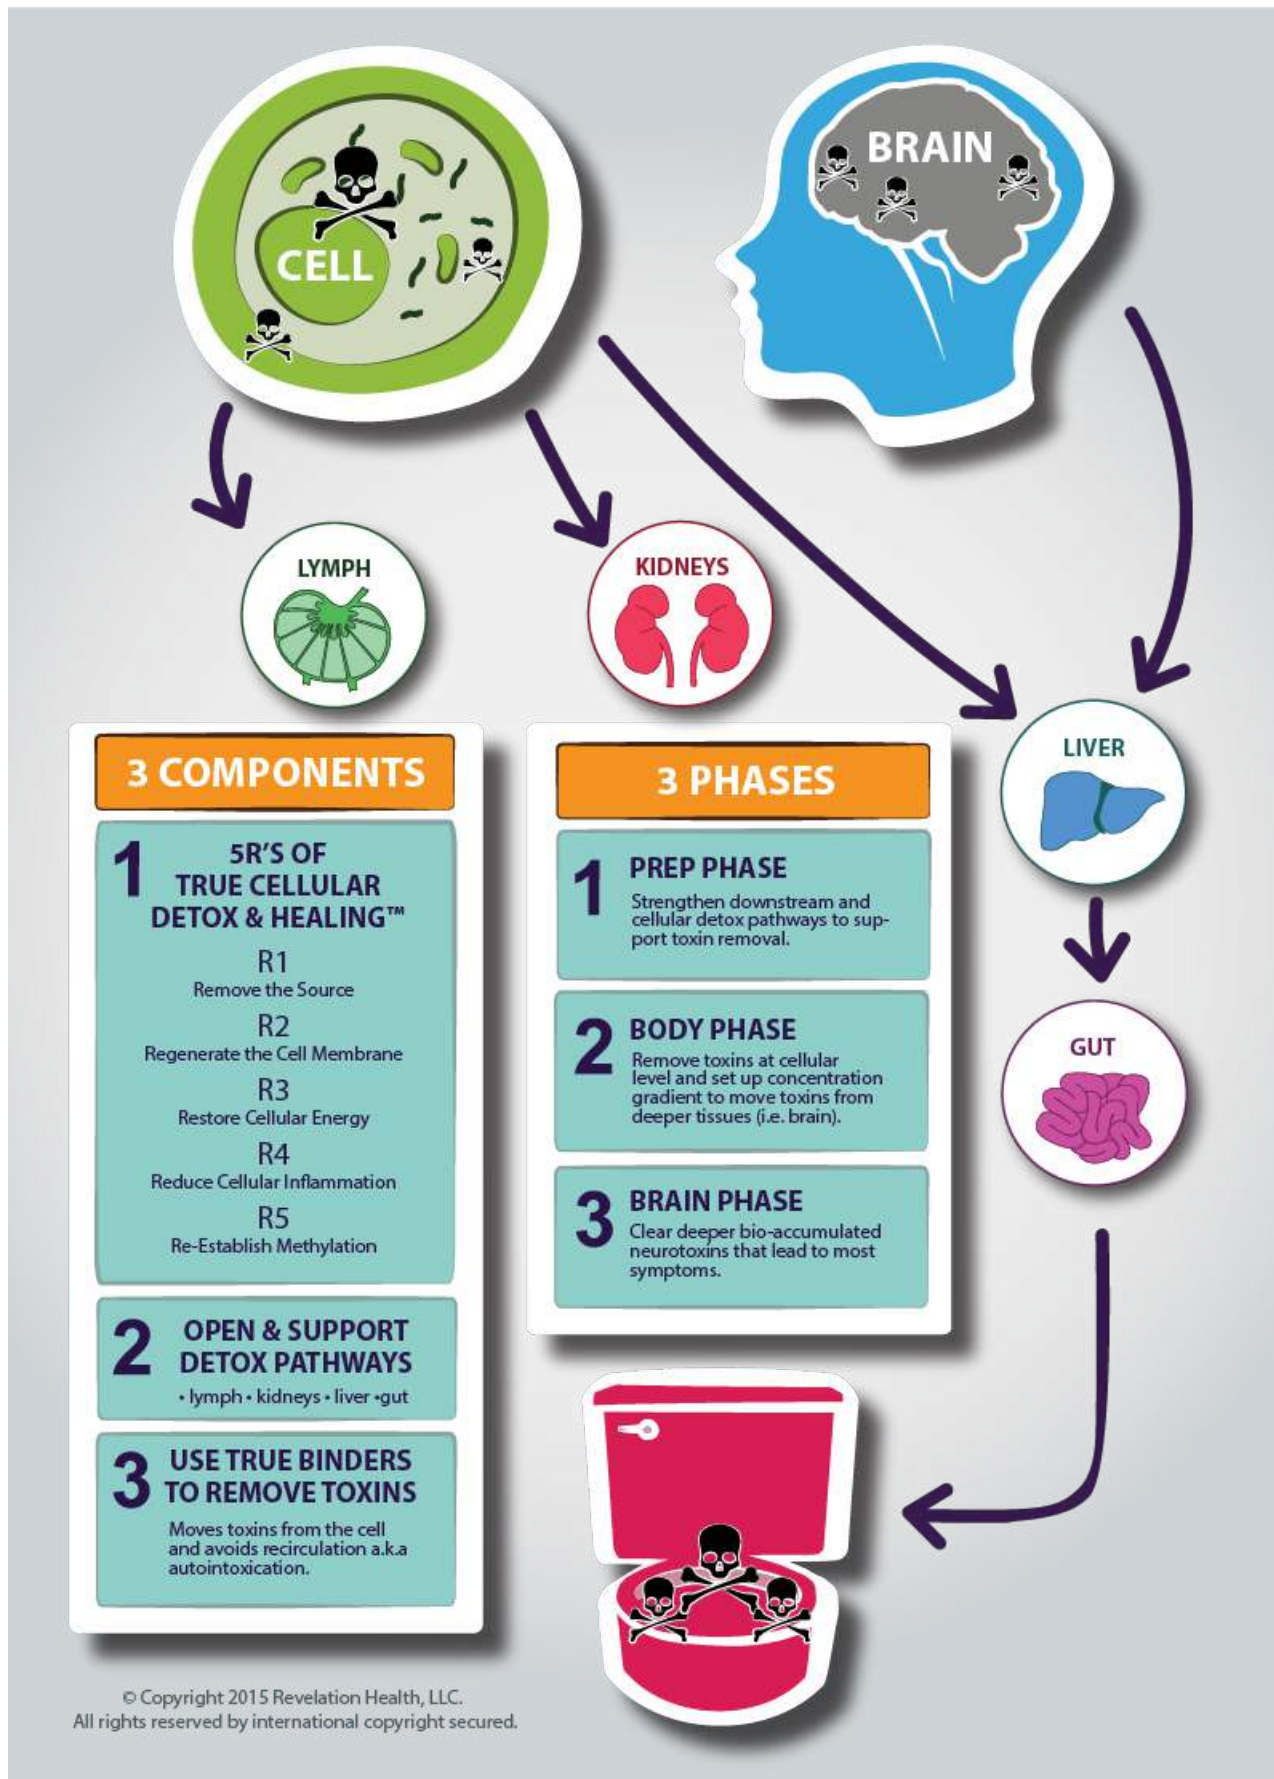 CELL
BRAIN
LYMPH
KIDNEYS
LIVER
GUT
3 COMPONENTS
1
5R'S OF
TRUE CELLULAR
DETOX & HEALING™
R1
Remove the Source
R2
Regenerate the Cell Membrane
R3
Restore Cellular Energy
R4
Reduce Cellular Inflammation
R5
Re-Establish Methylation
2
OPEN & SUPPORT
DETOX PATHWAYS
• lymph • kidneys • liver •gut
3
USE TRUE BINDERS
TO REMOVE TOXINS
Moves toxins from the cell
and avoids recirculation a.k.a
autointoxication.
3 PHASES
1
PREP PHASE
Strengthen downstream and
cellular detox pathways to sup-
port toxin removal.
2
BODY PHASE
Remove toxins at cellular
level and set up concentration
gradient to move toxins from
deeper tissues (i.e. brain).
3
BRAIN PHASE
Clear deeper bio-accumulated
neurotoxins that lead to most
symptoms.
© Copyright 2015 Revelation Health, LLC.
All rights reserved by international copyright secured.